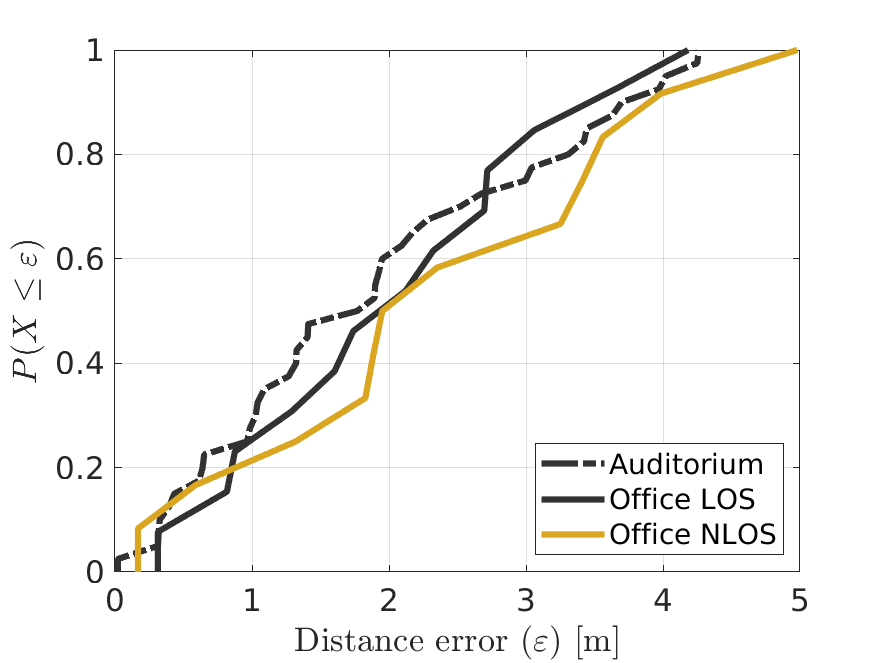 1
0.8
0.6
0.4
0.2
0
P(X ≤ ε)
0 1 2 3 4 5
Distance error (ε) [m]
Auditorium
Office LOS
Office NLOS